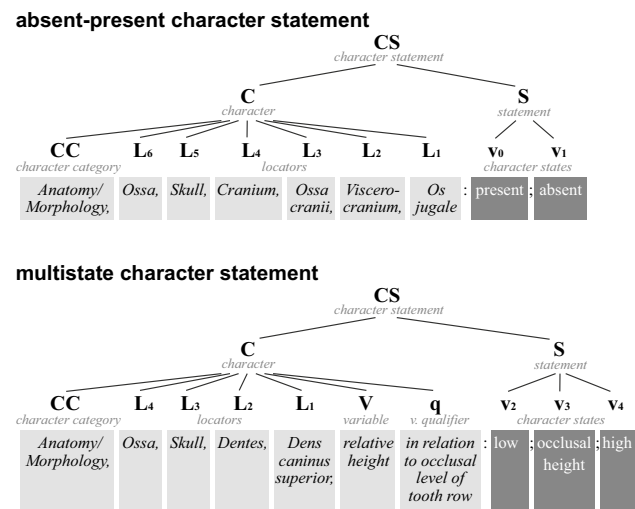 absent-present character statement
CS
character statement
C S
character statement
CC L6 L5 L4 L3 L2 L1 v0 v1
character category locators character states
Anatomy/ Ossa, Skull, Cranium, Ossa Viscero- Os : present ; absent
Morphology, cranii, cranium, jugale
multistate character statement
CS
character statement
C S
character statement
CC L4 L3 L2 L1 V q v2 v3 v4
character category locators variable v. qualifier character states
Anatomy/ Ossa, Skull, Dentes, Dens relative in relation : low ; occlusal ; high
Morphology, caninus height to occlusal height
superior, level of
tooth row